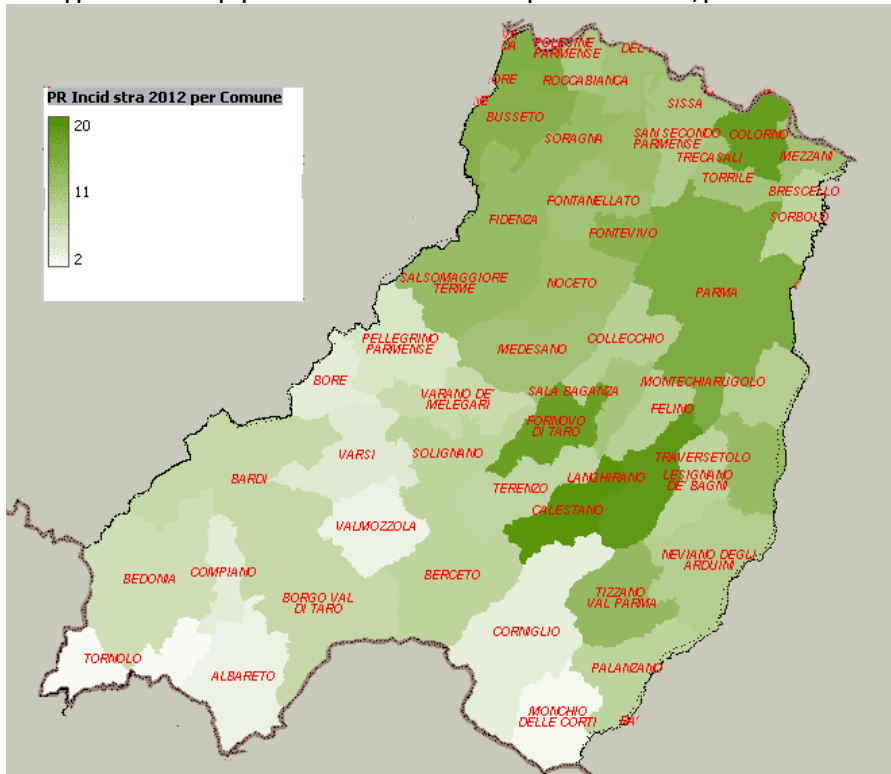 PR Incid stra 2012 per Comune
20
11
2
POLESINE
PARMENSE
DEL
ROCCABIANCA
SISSA
BUSSETO
SORAGNA
SAN SECONDO
PARMENSE
COLORNO
TRECASALI
MEZZANI
TORRILE
BRESCELLO
SORBOLO
FONTANELLATO
FIDENZA
FONTEVIVO
SALSOMAGGIORE
TERME
NOCETO
PARMA
PELLEGRINO
PARMENSE
COLLECCHIO
MEDESANO
BORE
MONTECHIARUGOLO
SALA BAGANZA
VARANO DE'
MELEGARI
FELINO
FORNOVO
DI TARO
VARSI
SOLIGNANO
TRAVERSETOLO
BARDI
LANGHIRANO
LESIGNANO
DE' BAGNI
TERENZO
CALESTANO
VALMOZZOLA
NEVIANO DEGLI
ARDUINI
COMPIANO
BEDONIA
BERCETO
BORGO VAL
DI TARO
TIZZANO
VAL PARMA
CORNIGLIO
TORNOLO
ALBARETO
PALANZANO
MONCHIO
DELLE CORTI